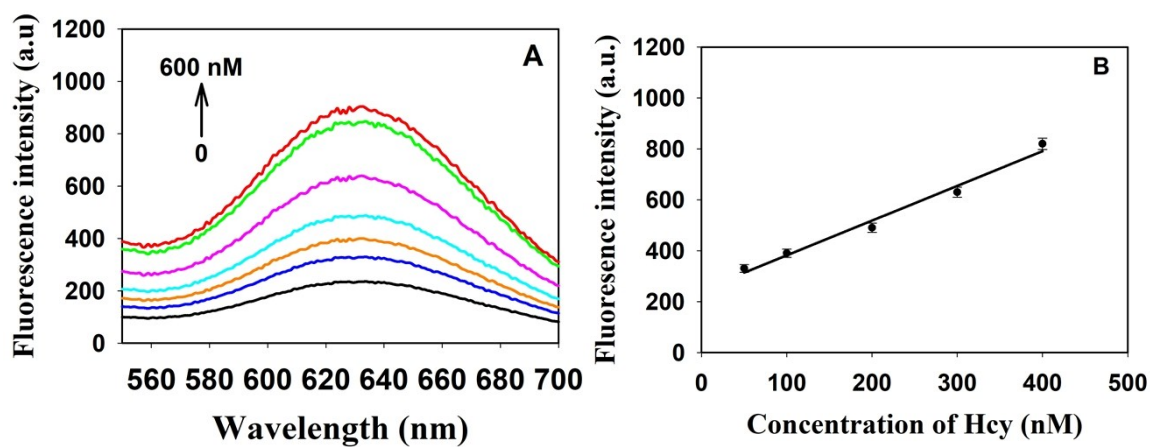 Fluorescence intensity (a.u)
1200
1000
800
600
400
200
0
600 nM
0
A
560 580 600 620 640 660 680 700
Wavelength (nm)
Fluoresence intensity (a.u.)
1200
1000
800
600
400
200
0
B
0 100 200 300 400 500
Concentration of Hcy (nM)